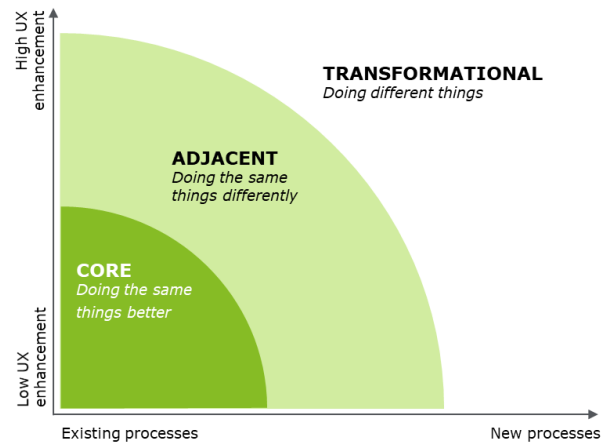 High UX
enhancement
TRANSFORMATIONAL
Doing different things
ADJACENT
Doing the same
things differently
CORE
Doing the same
things better
Low UX
enhancement
Existing processes
New processes